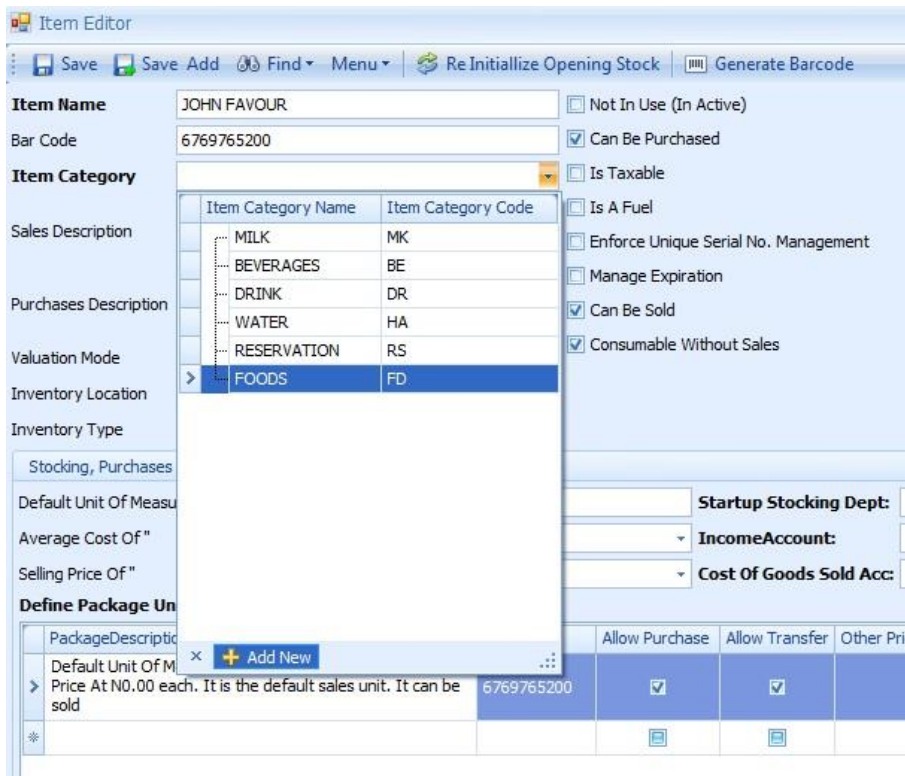 Item Editor
Save Save Add Find Menu Re Initiallize Opening Stock Generate Barcode
Item Name JOHN FAVOUR Not In Use (In Active)
Bar Code 6769765200 Can Be Purchased
Item Category Is Taxable
Item Category Name Item Category Code Is A Fuel
Sales Description MILK MK Enforce Unique Serial No. Management
BEVERAGES BE Manage Expiration
Purchases Description DRINK DR Can Be Sold
WATER HA
Valuation Mode RESERVATION RS Consumable Without Sales
FOODS FD
Inventory Location
Inventory Type
Stocking, Purchases
Default Unit Of Measu Startup Stocking Dept:
Average Cost Of " IncomeAccount:
Selling Price Of " Cost Of Goods Sold Acc:
Define Package Un
PackageDescriptio Allow Purchase Allow Transfer Other Pri
Add New
Default Unit Of M
Price At N0.00 each. It is the default sales unit. It can be 6769765200
sold